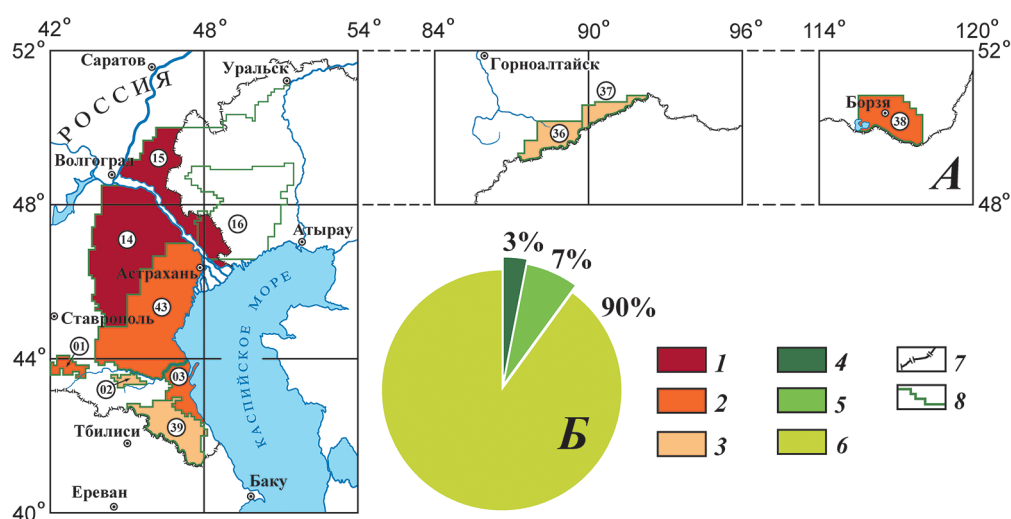 42° 48° 54° 84° 90° 96° 114° 120°
52° 52°
Саратов
Уральск
РОССИЯ
Волгоград
15
48°
14
16
Атырау
Астрахань
43
Ставрополь
01
44°
02
03
39
Тбилиси
Ереван
Баку
40°
КАСПИЙСКОЕ МОРЕ
Горноалтайск
37
36
Борзя
38
А
48°
3%
7%
90%
Б
1 4 7
2 5 8
3 6